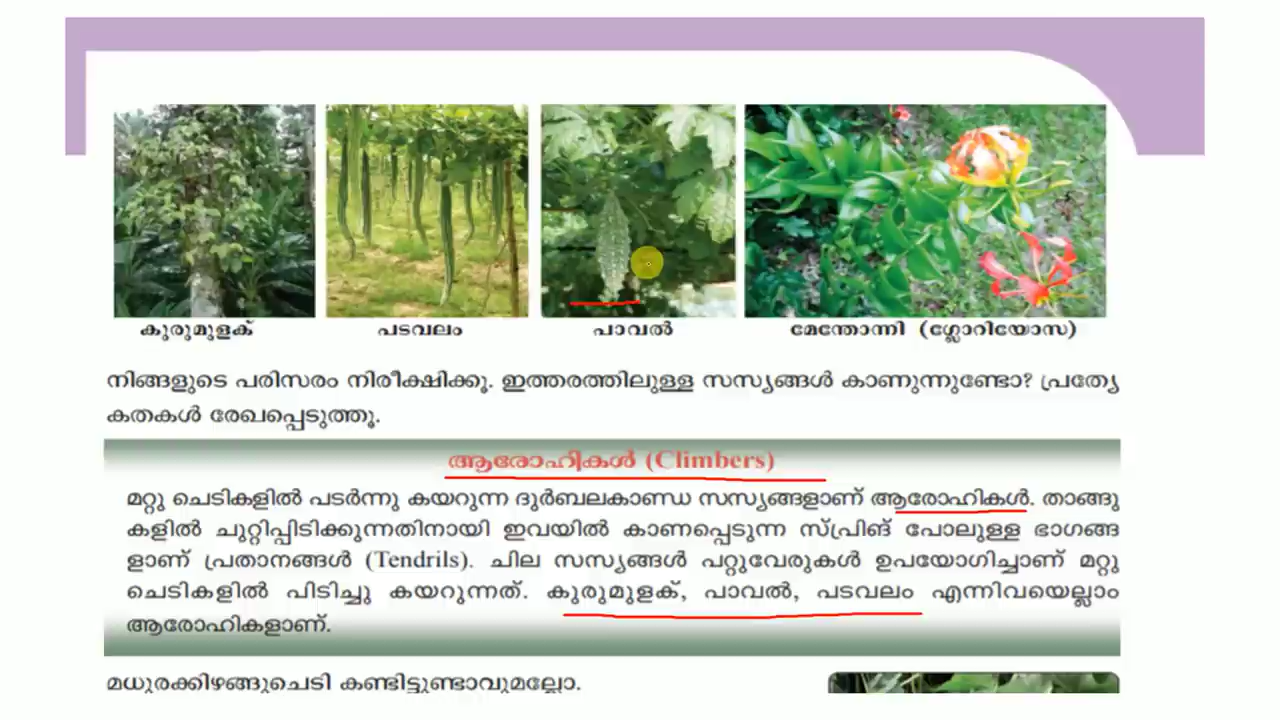 കുരുമുളക് പടവലം പാവൽ മേന്തോന്നി (ഗ്ലോറിയോസ)
നിങ്ങളുടെ പരിസരം നിരീക്ഷിക്കൂ. ഇത്തരത്തിലുള്ള സസ്യങ്ങൾ കാണുന്നുണ്ടോ? പ്രത്യേ
കതകൾ രേഖപ്പെടുത്തൂ.
ആരോഹികൾ (Climbers)
മറ്റു ചെടികളിൽ പടർന്നു കയറുന്ന ദുർബലകാണ്ഡ സസ്യങ്ങളാണ് ആരോഹികൾ. താങ്ങു
കളിൽ ചുറ്റിപ്പിടിക്കുന്നതിനായി ഇവയിൽ കാണപ്പെടുന്ന സ്പ്രിങ് പോലുള്ള ഭാഗങ്ങ
ളാണ് പ്രതാനങ്ങൾ (Tendrils). ചില സസ്യങ്ങൾ പറ്റുവേരുകൾ ഉപയോഗിച്ചാണ് മറ്റു
ചെടികളിൽ പിടിച്ചു കയറുന്നത്. കുരുമുളക്, പാവൽ, പടവലം എന്നിവയെല്ലാം
ആരോഹികളാണ്.
മധുരക്കിഴങ്ങുചെടി കണ്ടിട്ടുണ്ടാവുമല്ലോ.